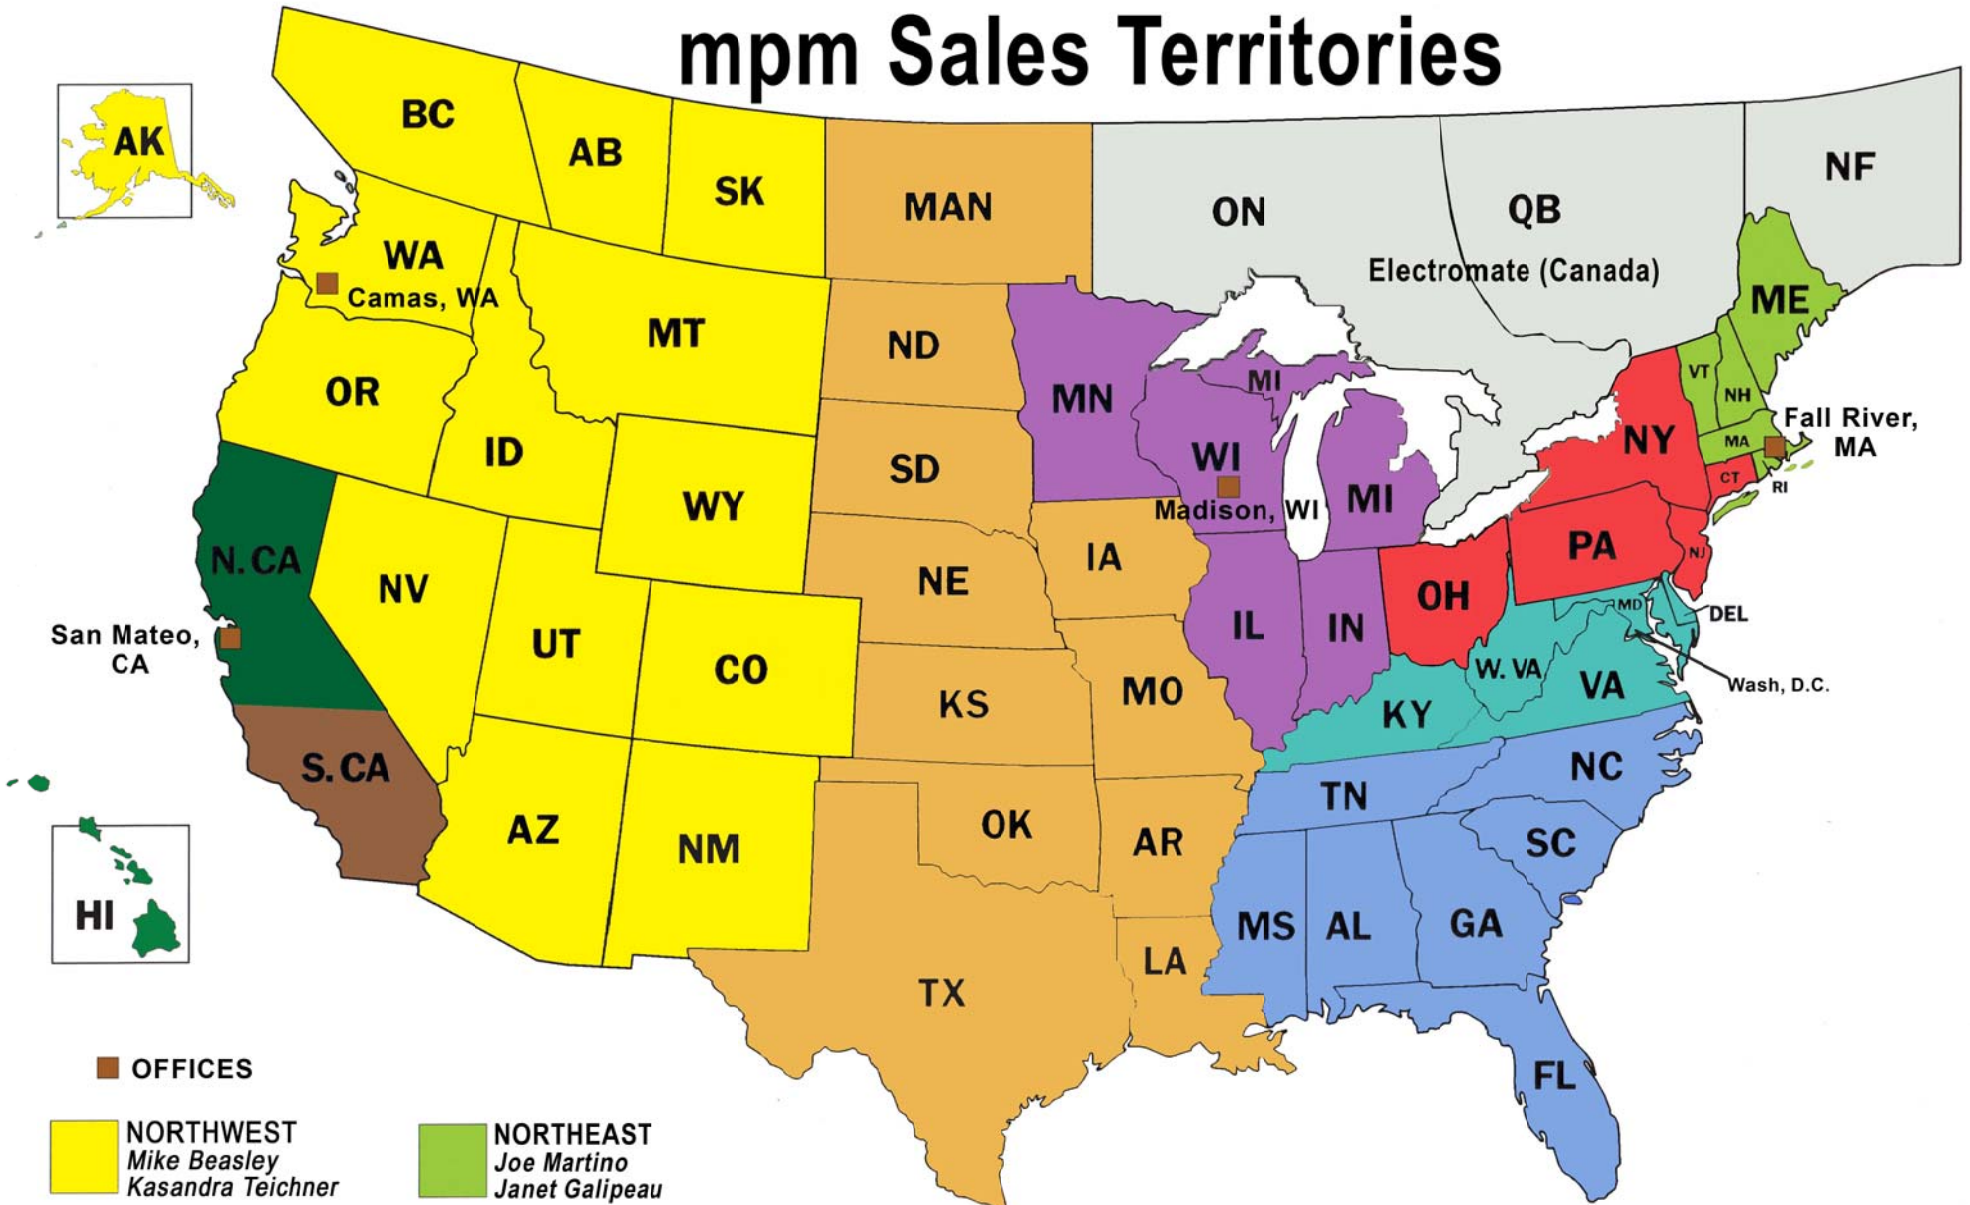 mpm Sales Territories
AK
BC
AB
SK
MAN
ON
QB
NF
Electromate (Canada)
WA
Camas, WA
MT
ND
MN
MI
ME
VT
NH
OR
ID
WY
SD
WI
Madison, WI
MI
NY
MA
Fall River,
MA
CT
RI
N. CA
NV
UT
CO
NE
IA
IL
IN
OH
PA
NJ
MD
DEL
San Mateo,
CA
KS
MO
KY
W. VA
VA
Wash, D.C.
S. CA
AZ
NM
OK
AR
TN
NC
SC
HI
TX
LA
MS
AL
GA
FL
OFFICES
NORTHWEST
Mike Beasley
Kasandra Teichner
NORTHEAST
Joe Martino
Janet Galipeau